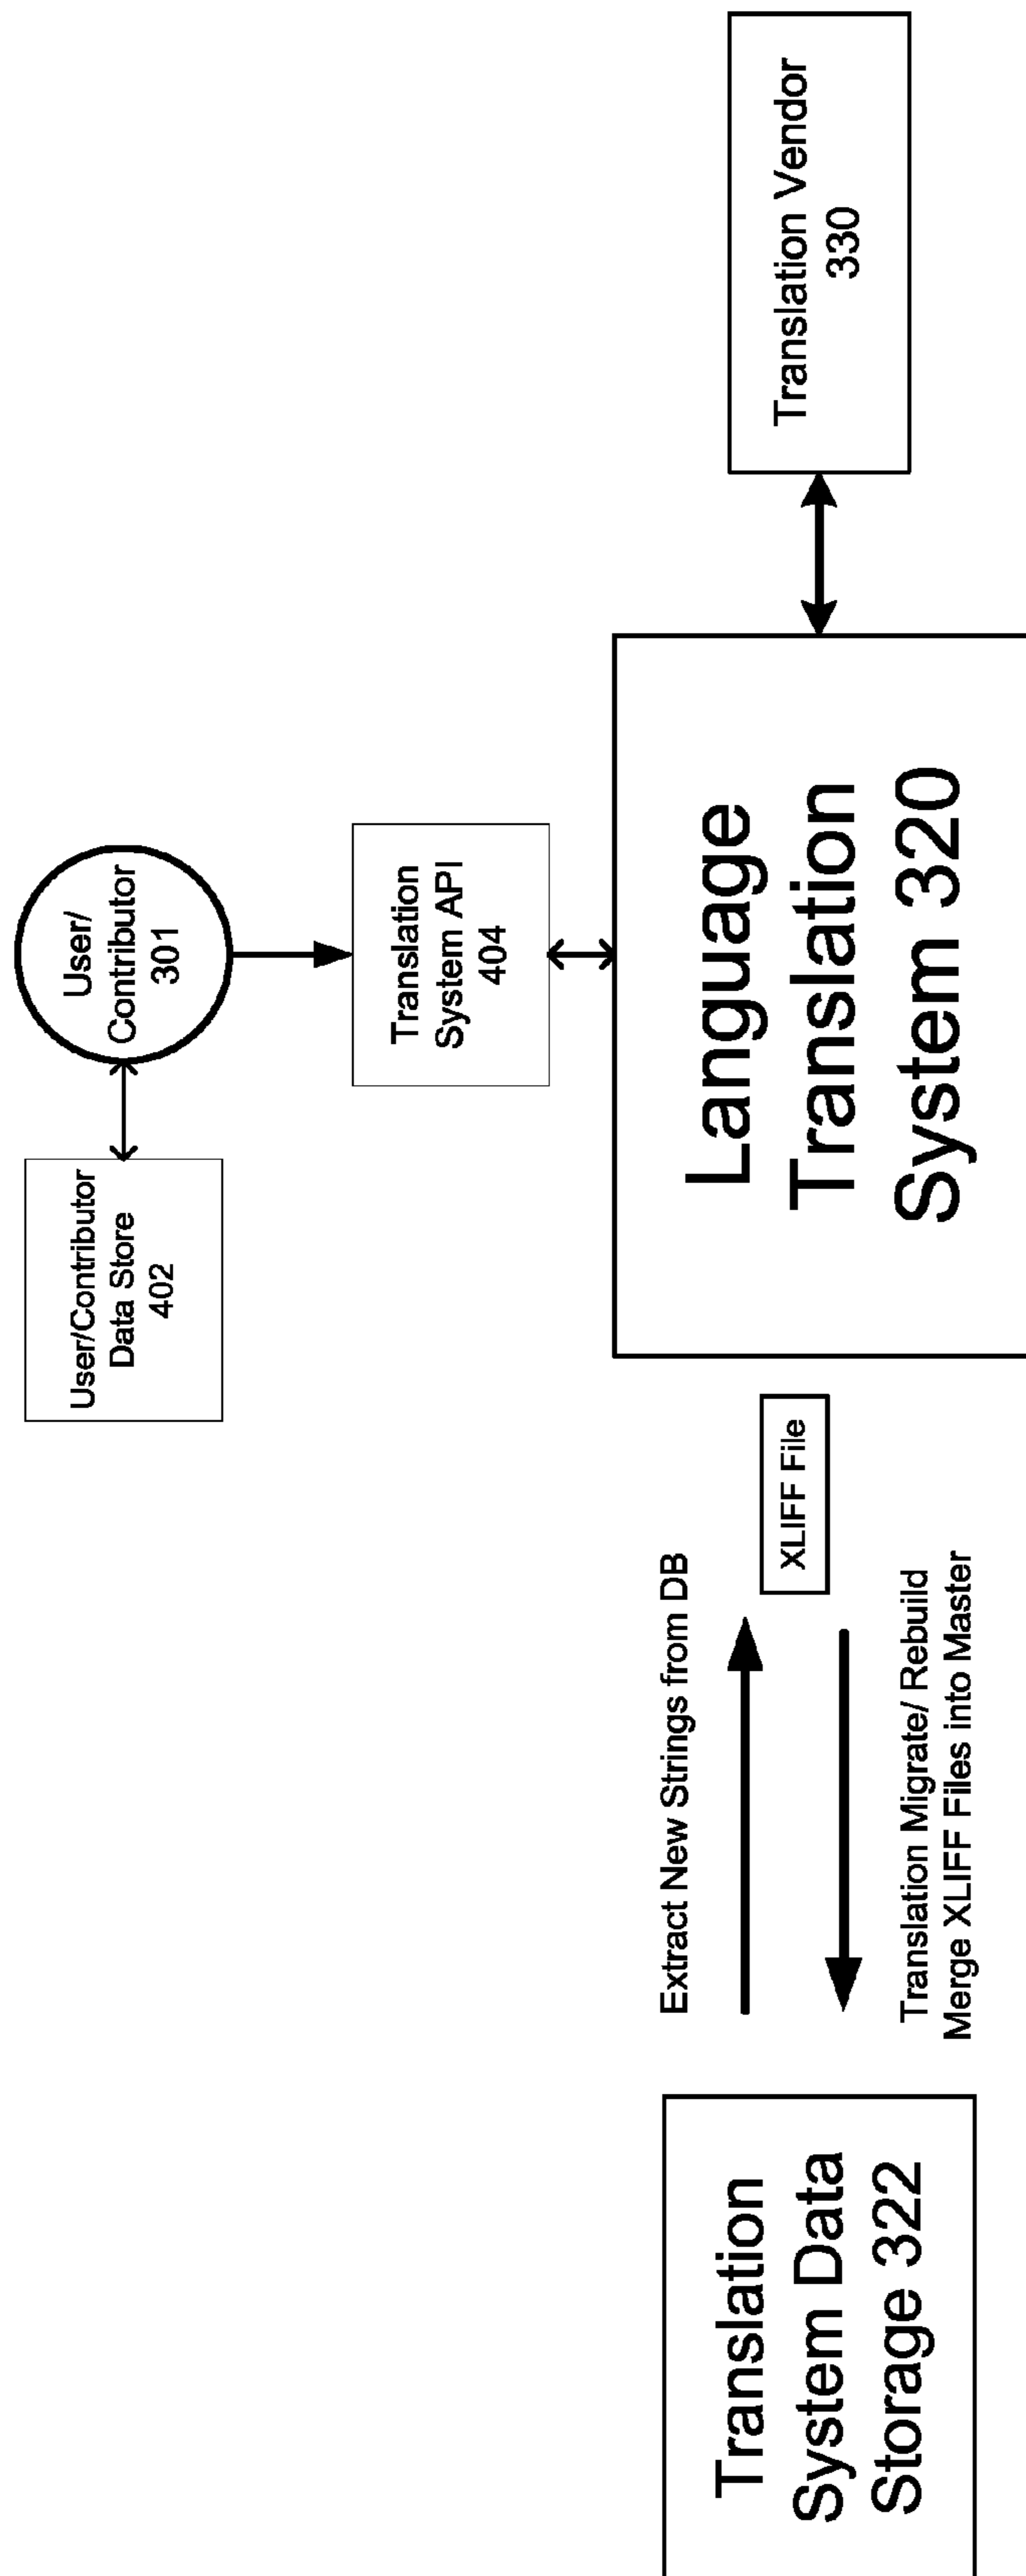 User/Contributor
Data Store
402
User/
Contributor
301
Translation
System API
404
Translation
System Data
Storage 322
Extract New Strings from DB
XLIFF File
Translation Migrate/ Rebuild
Merge XLIFF Files into Master
Language
Translation
System 320
Translation Vendor
330